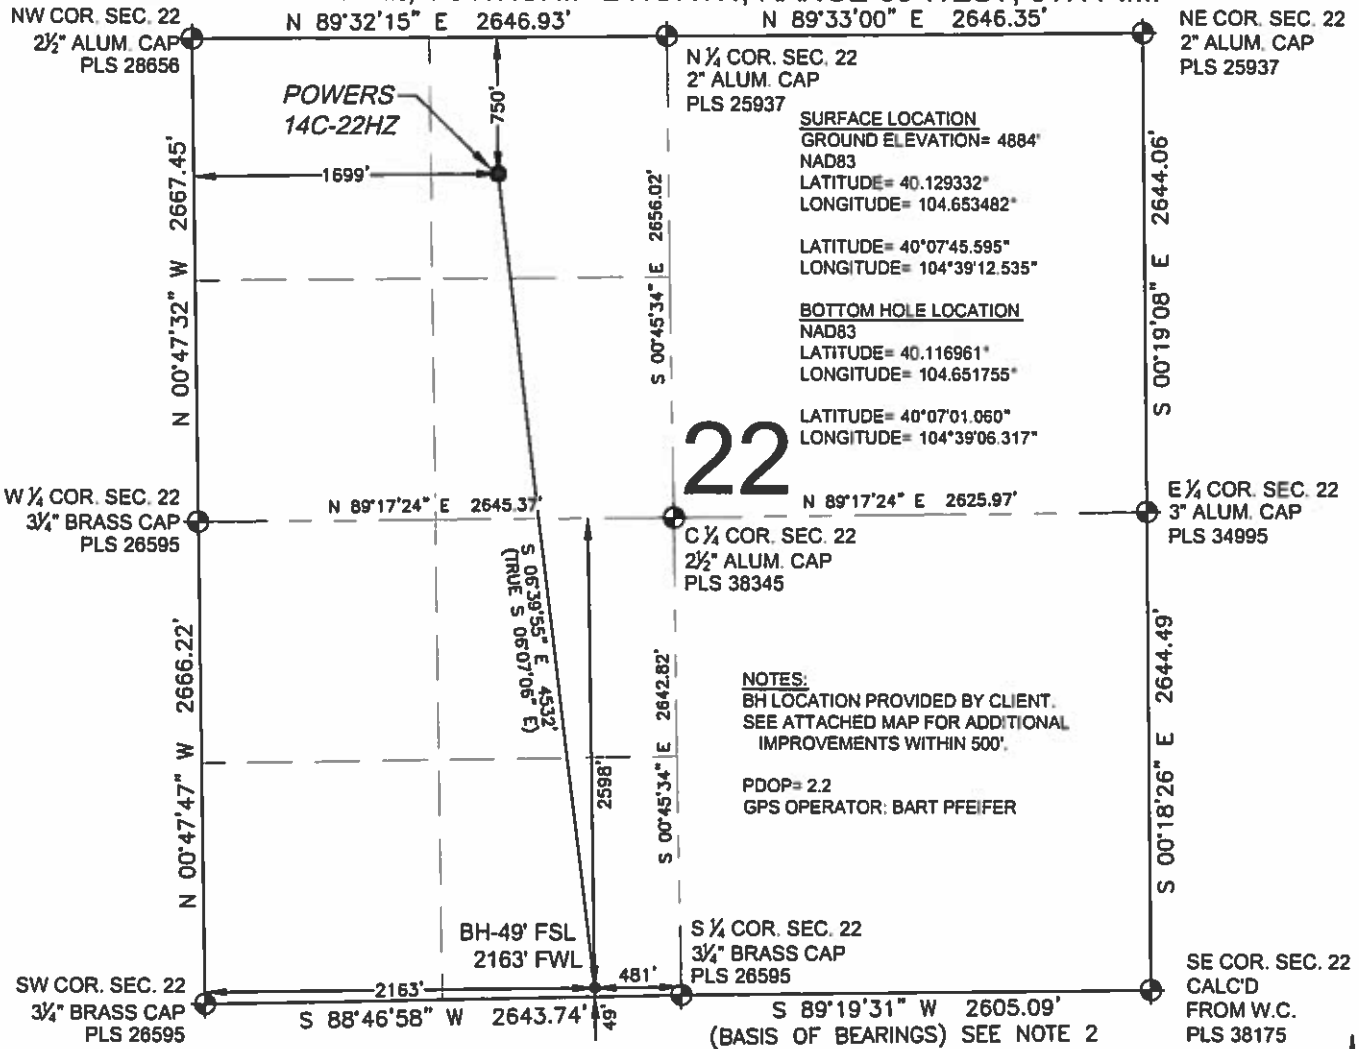 NW COR. SEC. 22
2½" ALUM. CAP
PLS 28656
N 89°32'15" E 2646.93'
N 89°33'00" E 2646.35'
NE COR. SEC. 22
2" ALUM. CAP
PLS 25937
N ¼ COR. SEC. 22
2" ALUM. CAP
PLS 25937
POWERS
14C-22HZ
750'
1699'
SURFACE LOCATION
GROUND ELEVATION= 4884'
NAD83
LATITUDE= 40.129332°
LONGITUDE= 104.653482°
LATITUDE= 40°07'45.595"
LONGITUDE= 104°39'12.535"
BOTTOM HOLE LOCATION
NAD83
LATITUDE= 40.116961°
LONGITUDE= 104.651755°
LATITUDE= 40°07'01.060"
LONGITUDE= 104°39'06.317"
N 00°47'32" W 2667.45'
S 00°45'34" E 2656.02'
S 00°19'08" E 2644.06'
22
W ¼ COR. SEC. 22
3¼" BRASS CAP
PLS 26595
N 89°17'24" E 2645.37'
N 89°17'24" E 2625.97'
E ¼ COR. SEC. 22
3" ALUM. CAP
PLS 34995
C ¼ COR. SEC. 22
2½" ALUM. CAP
PLS 38345
S 06°39'55" E 4532'
(TRUE S 06°07'06" E)
N 00°47'47" W 2666.22'
2598'
S 00°45'34" E 2642.82'
S 00°18'26" E 2644.49'
NOTES:
BH LOCATION PROVIDED BY CLIENT.
SEE ATTACHED MAP FOR ADDITIONAL
IMPROVEMENTS WITHIN 500'.
PDOP= 2.2
GPS OPERATOR: BART PFEIFER
BH-49' FSL
2163' FWL
S ¼ COR. SEC. 22
3¼" BRASS CAP
PLS 26595
SW COR. SEC. 22
3¼" BRASS CAP
PLS 26595
2163'
481'
49'
S 88°46'58" W 2643.74'
S 89°19'31" W 2605.09'
(BASIS OF BEARINGS) SEE NOTE 2
SE COR. SEC. 22
CALC'D
FROM W.C.
PLS 38175